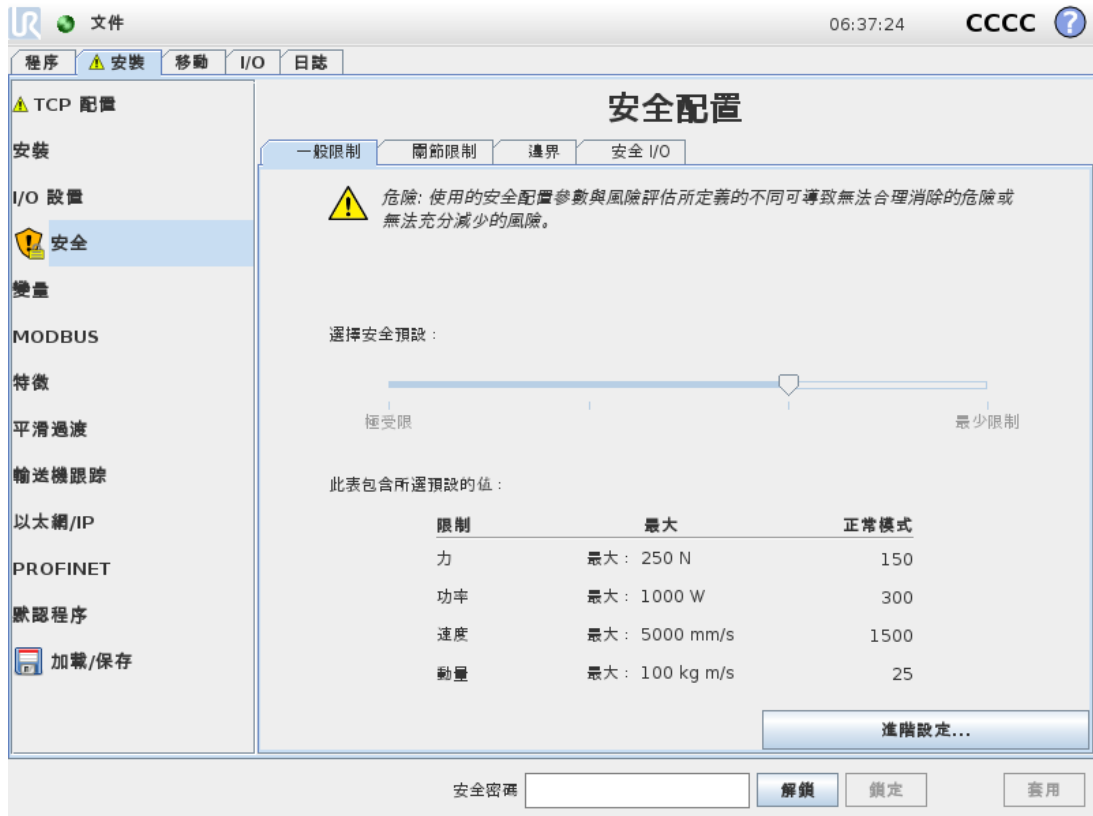 UR 文件 06:37:24 CCCC ?
程序 安裝 移動 I/O 日誌
TCP 配置
安裝
I/O 設置
安全
變量
MODBUS
特徵
平滑過渡
輸送機跟踪
以太網/IP
PROFINET
默認程序
加載/保存
安全配置
一般限制 關節限制 邊界 安全 I/O
危險: 使用的安全配置參數與風險評估所定義的不同可導致無法合理消除的危險或
無法充分減少的風險。
選擇安全預設：
極受限 最少限制
此表包含所選預設的值：
限制 最大 正常模式
力 最大： 250 N 150
功率 最大： 1000 W 300
速度 最大： 5000 mm/s 1500
動量 最大： 100 kg m/s 25
進階設定...
安全密碼 解鎖 鎖定 套用